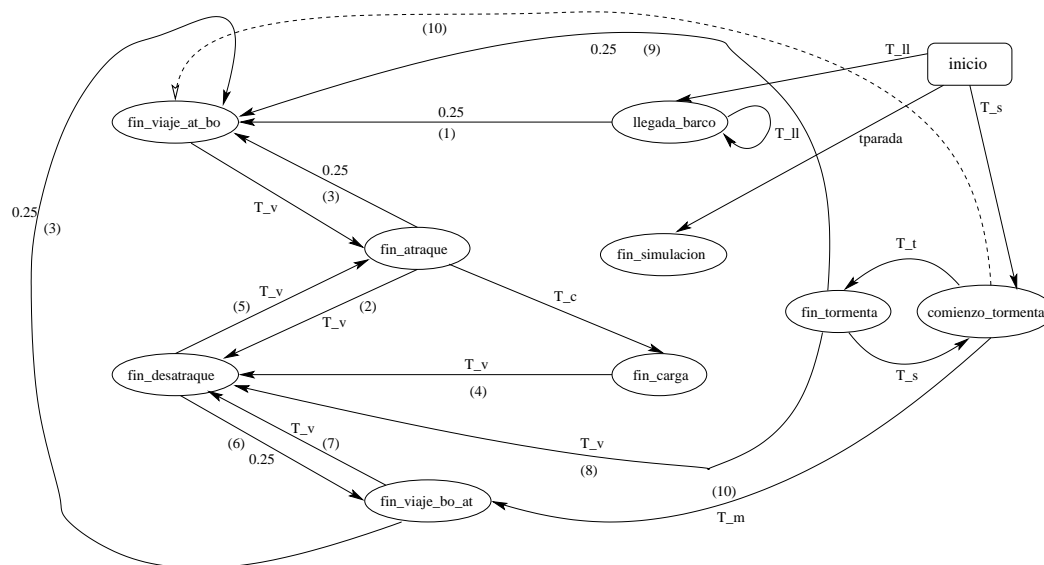 (10)
0.25 (9)
T_ll
inicio
T_s
fin_viaje_at_bo
0.25
(1)
llegada_barco
T_ll
tparada
0.25
(3)
T_v
0.25
(3)
fin_atraque
fin_simulacion
T_t
T_v
(5)
(2)
T_v
T_c
fin_tormenta
comienzo_tormenta
T_s
fin_desatraque
T_v
(4)
fin_carga
T_v
(7)
(6)
0.25
T_v
(8)
fin_viaje_bo_at
(10)
T_m